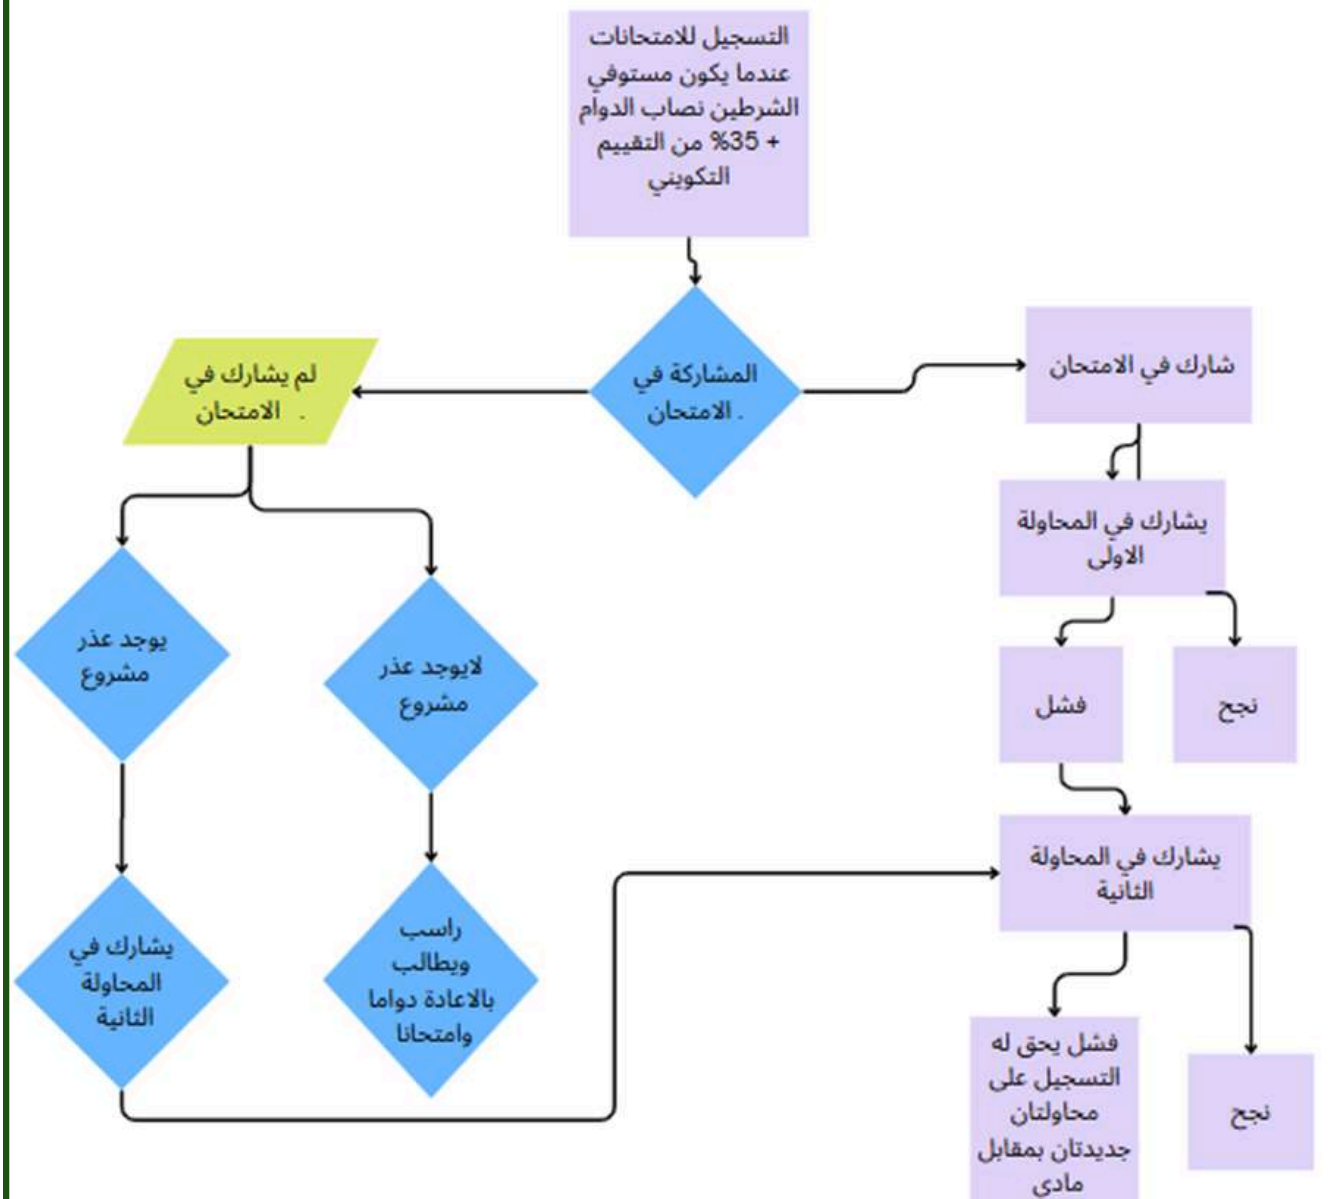 التسجيل للامتحانات
عندما يكون مستوفي
الشرطين نصاب الدوام
+ 35% من التقييم
التكويني
المشاركة في
الامتحان .
شارك في الامتحان
لم يشارك في
الامتحان .
يشارك في المحاولة
الاولى
يوجد عذر
مشروع
لايوجد عذر
مشروع
نجح
فشل
يشارك في المحاولة
الثانية
راسب
ويطالب
بالاعادة دواما
وامتحانا
يشارك في
المحاولة
الثانية
فشل يحق له
التسجيل على
محاولتان
جديدتان بمقابل
مادي
نجح